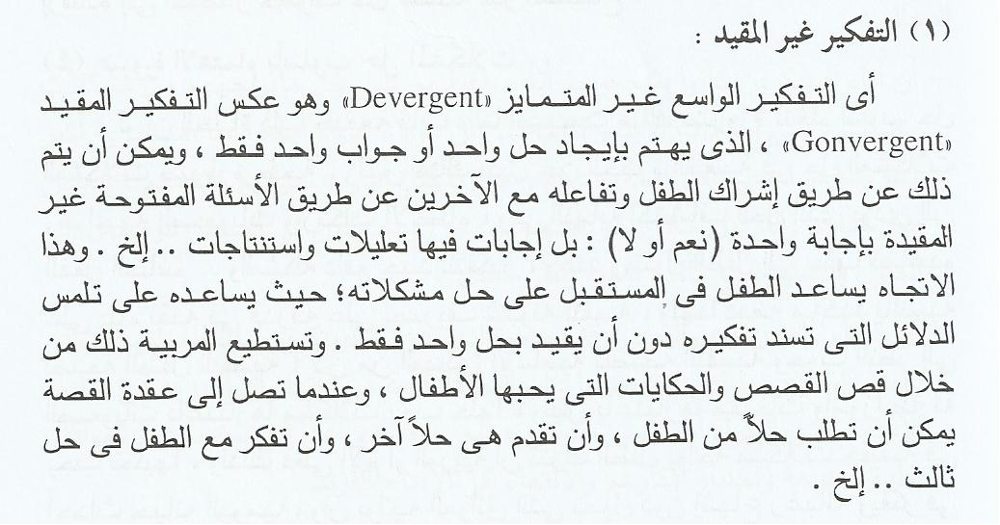 (١) التفكير غير المقيد :
أى التفكير الواسع غير المتمايز «Devergent» وهو عكس التفكير المقيد
«Gonvergent» ، الذى يهتم بإيجاد حل واحد أو جواب واحد فقط ، ويمكن أن يتم
ذلك عن طريق إشراك الطفل وتفاعله مع الآخرين عن طريق الأسئلة المفتوحة غير
المقيدة بإجابة واحدة (نعم أو لا) : بل إجابات فيها تعليلات واستنتاجات .. إلخ . وهذا
الاتجاه يساعد الطفل فى المستقبل على حل مشكلاته؛ حيث يساعده على تلمس
الدلائل التى تسند تفكيره دون أن يقيد بحل واحد فقط . وتستطيع المربية ذلك من
خلال قص القصص والحكايات التى يحبها الأطفال ، وعندما تصل إلى عقدة القصة
يمكن أن تطلب حلاً من الطفل ، وأن تقدم هى حلاً آخر ، وأن تفكر مع الطفل فى حل
ثالث .. إلخ .